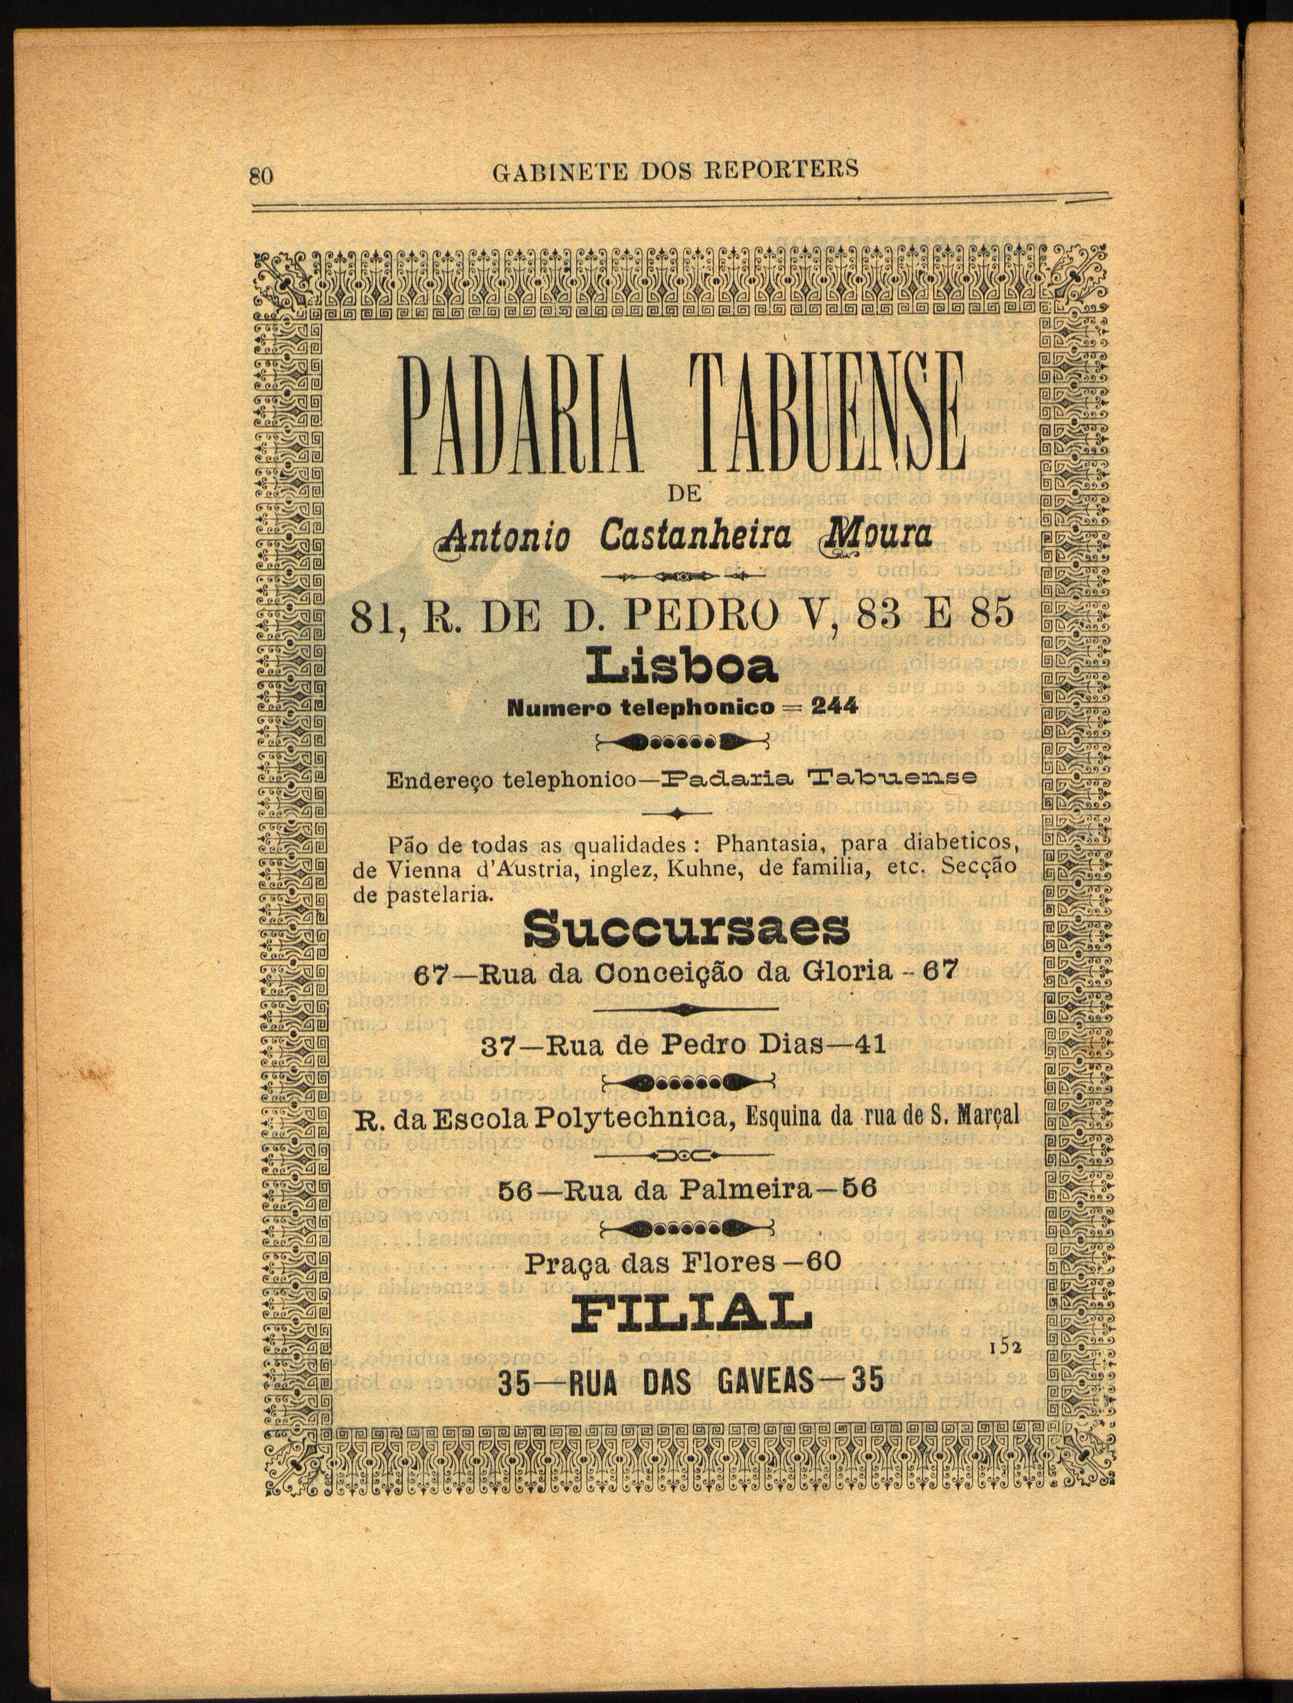 80
GABINETE DOS REPORTERS
PADARIA TABUENSE
DE
Antonio Castanheira Moura
81, R. DE D. PEDRO V, 83 E 85
Lisboa
Numero telephonico = 244
Endereço telephonico—Padaria Tabuense
Pão de todas as qualidades : Phantasia, para diabeticos,
de Vienna d'Austria, inglez, Kuhne, de familia, etc. Secção
de pastelaria.
Succursaes
67—Rua da Conceição da Gloria - 67
37—Rua de Pedro Dias—41
R. da Escola Polytechnica, Esquina da rua de S. Marçal
56—Rua da Palmeira—56
Praça das Flores—60
FILIAL
152
35—RUA DAS GAVEAS—35